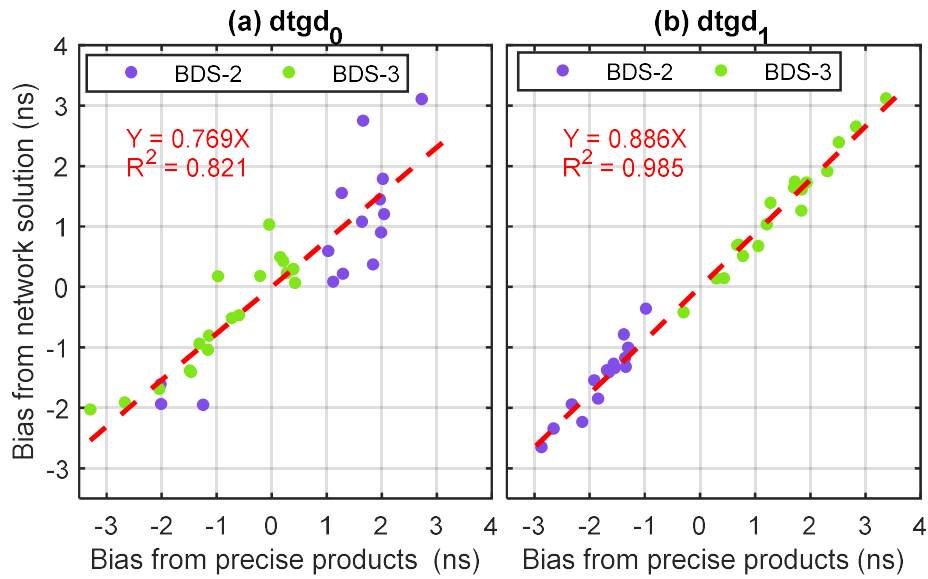 (a) dtgd0
(b) dtgd1
Bias from network solution (ns)
4
3
2
1
0
-1
-2
-3
BDS-2 BDS-3
Y = 0.769X
R2 = 0.821
-3 -2 -1 0 1 2 3 4
Bias from precise products (ns)
BDS-2 BDS-3
Y = 0.886X
R2 = 0.985
-3 -2 -1 0 1 2 3 4
Bias from precise products (ns)